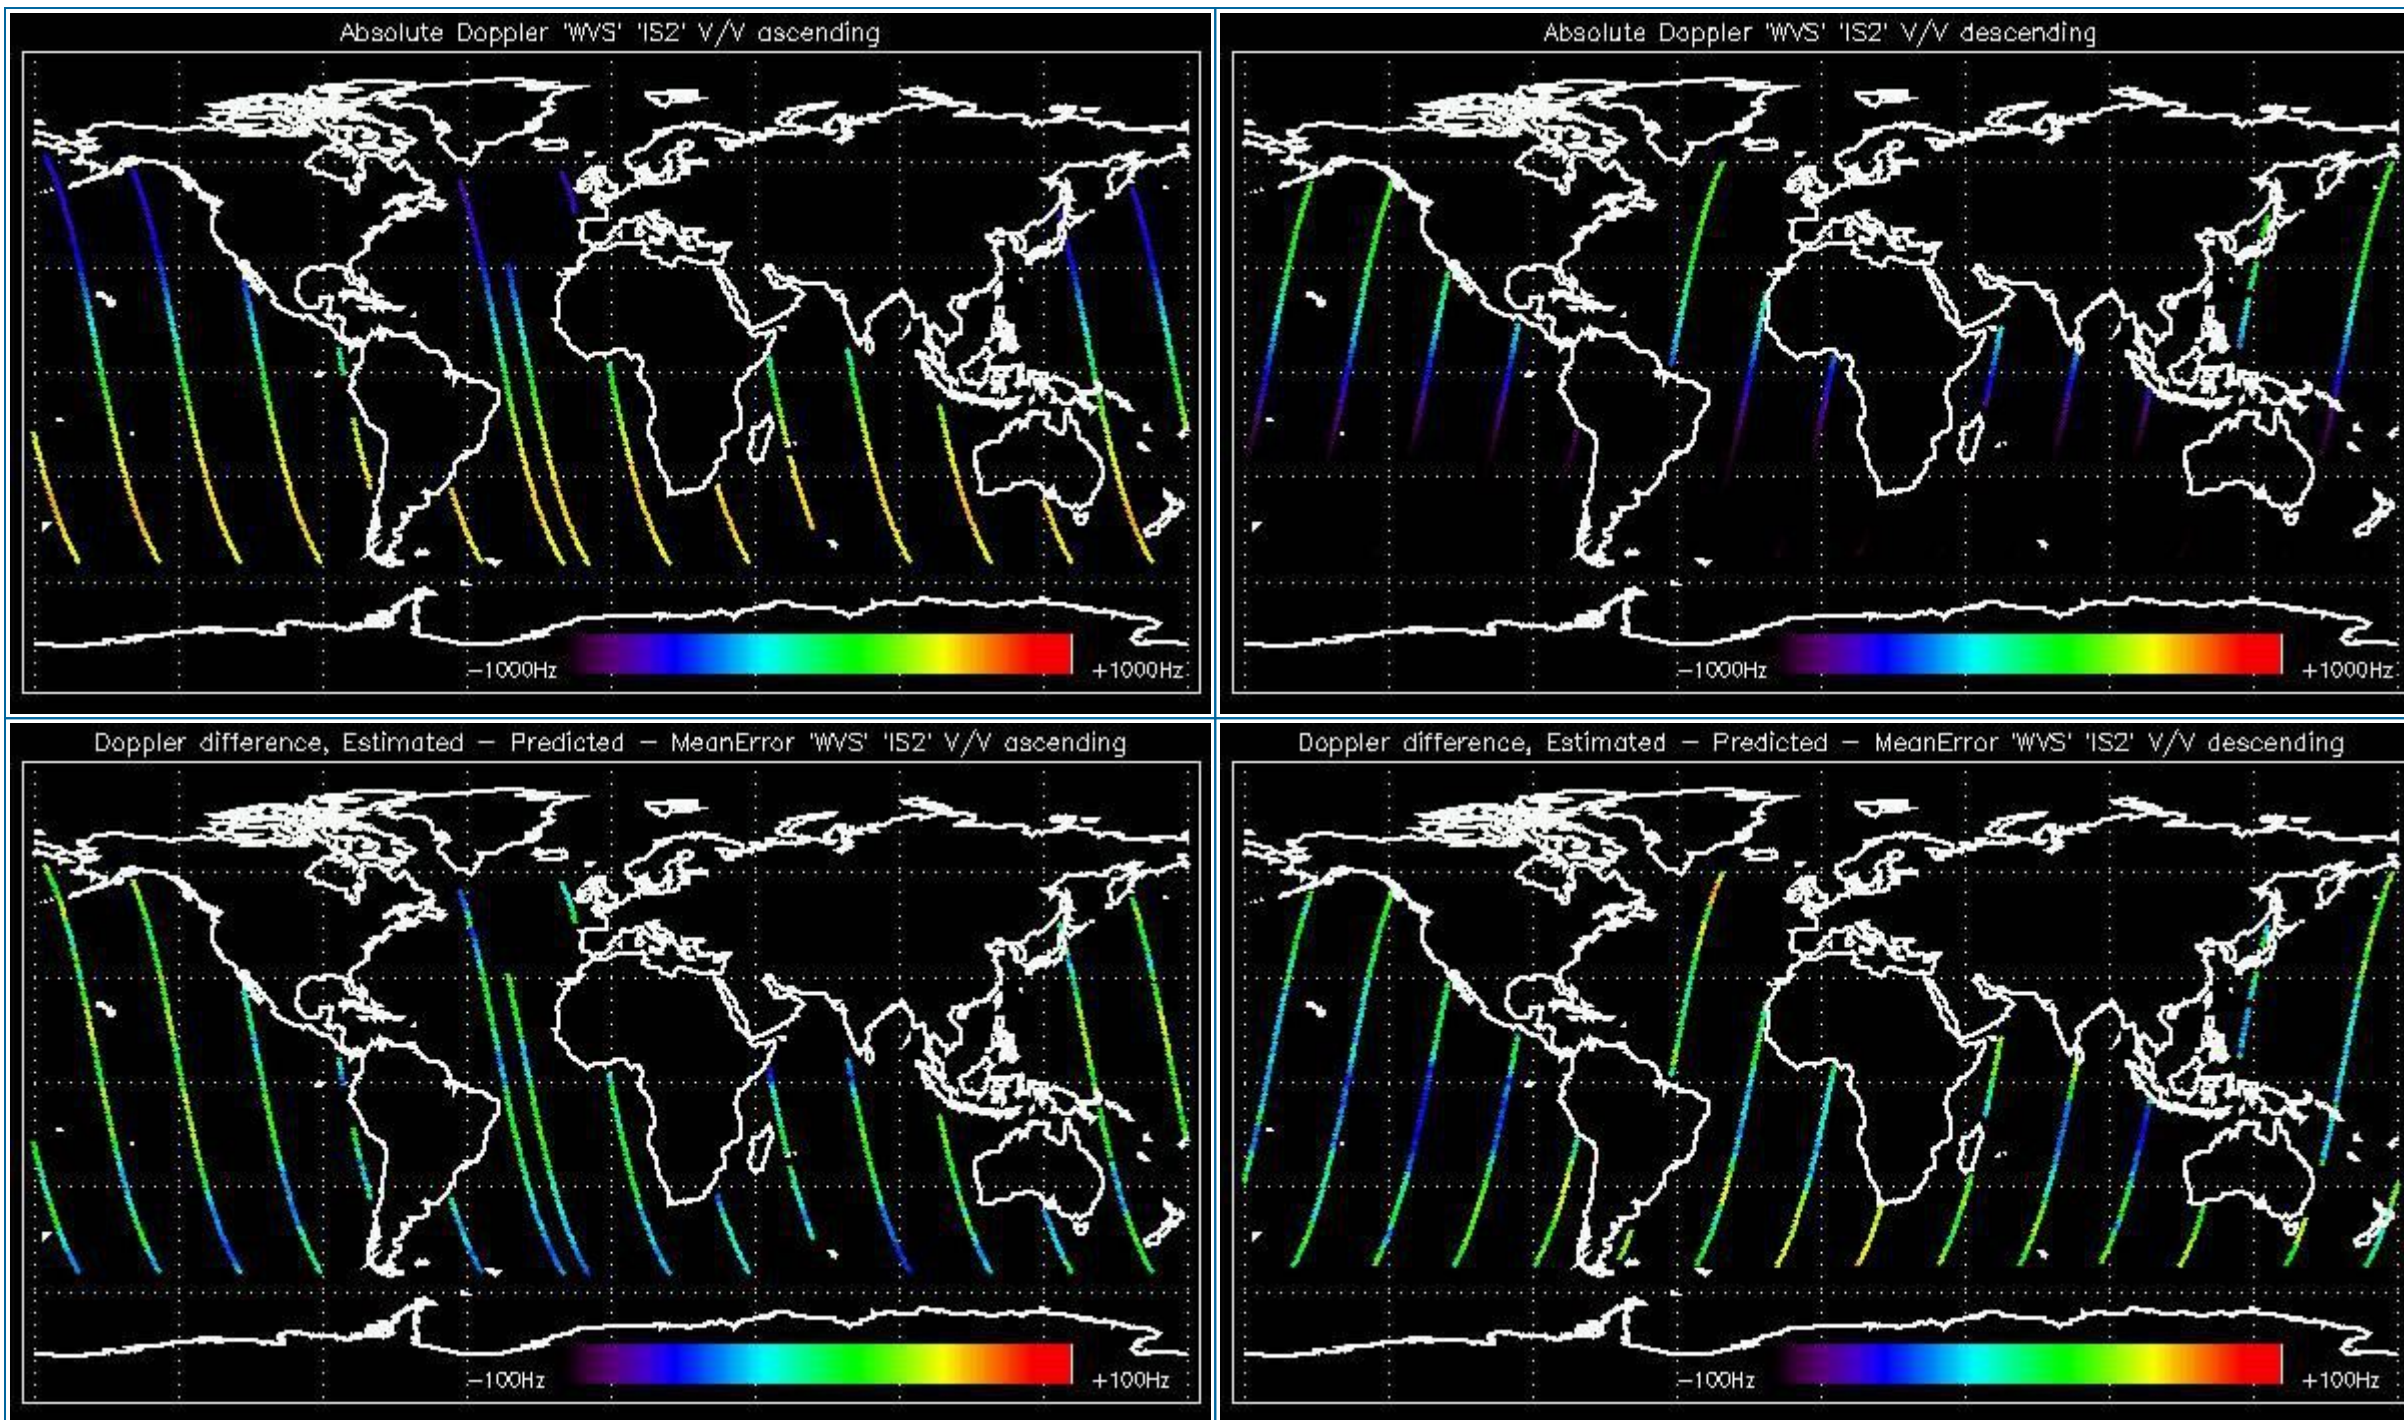 Absolute Doppler 'WVS' 'IS2' V/V ascending
−1000Hz
+1000Hz
Absolute Doppler 'WVS' 'IS2' V/V descending
−1000Hz
+1000Hz
Doppler difference, Estimated − Predicted − MeanError 'WVS' 'IS2' V/V ascending
−100Hz
+100Hz
Doppler difference, Estimated − Predicted − MeanError 'WVS' 'IS2' V/V descending
−100Hz
+100Hz